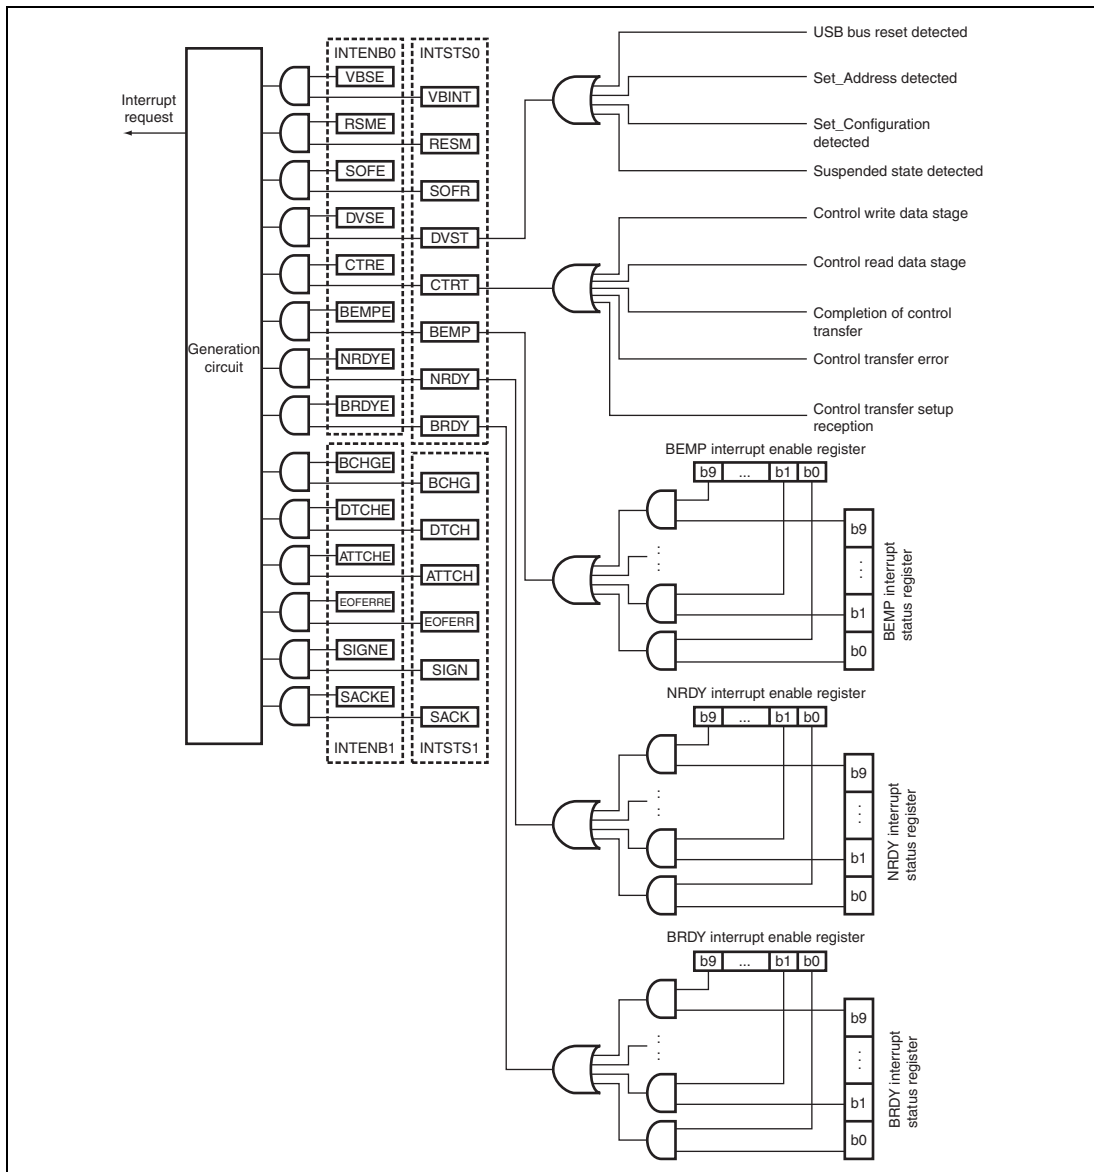 INTENB0
INTSTS0
VBSE
VBINT
RSME
RESM
SOFE
SOFR
DVSE
DVST
CTRE
CTRT
BEMPE
BEMP
NRDYE
NRDY
BRDYE
BRDY
BCHGE
BCHG
DTCHE
DTCH
ATTCHE
ATTCH
EOFERRE
EOFERR
SIGNE
SIGN
SACKE
SACK
INTENB1
INTSTS1
Interrupt
request
Generation
circuit
USB bus reset detected
Set_Address detected
Set_Configuration
detected
Suspended state detected
Control write data stage
Control read data stage
Completion of control
transfer
Control transfer error
Control transfer setup
reception
BEMP interrupt enable register
b9 ... b1 b0
b9
...
b1
b0
BEMP interrupt
status register
NRDY interrupt enable register
b9 ... b1 b0
b9
...
b1
b0
NRDY interrupt
status register
BRDY interrupt enable register
b9 ... b1 b0
b9
...
b1
b0
BRDY interrupt
status register